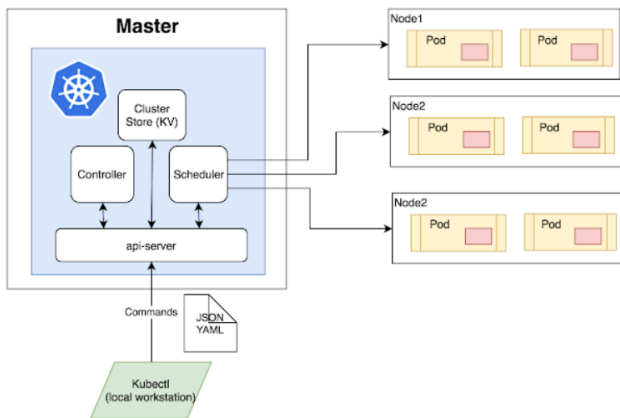 Master
Cluster
Store (KV)
Controller
Scheduler
api-server
Commands
JSON
YAML
Kubectl
(local workstation)
Node1
Pod
Pod
Node2
Pod
Pod
Node2
Pod
Pod